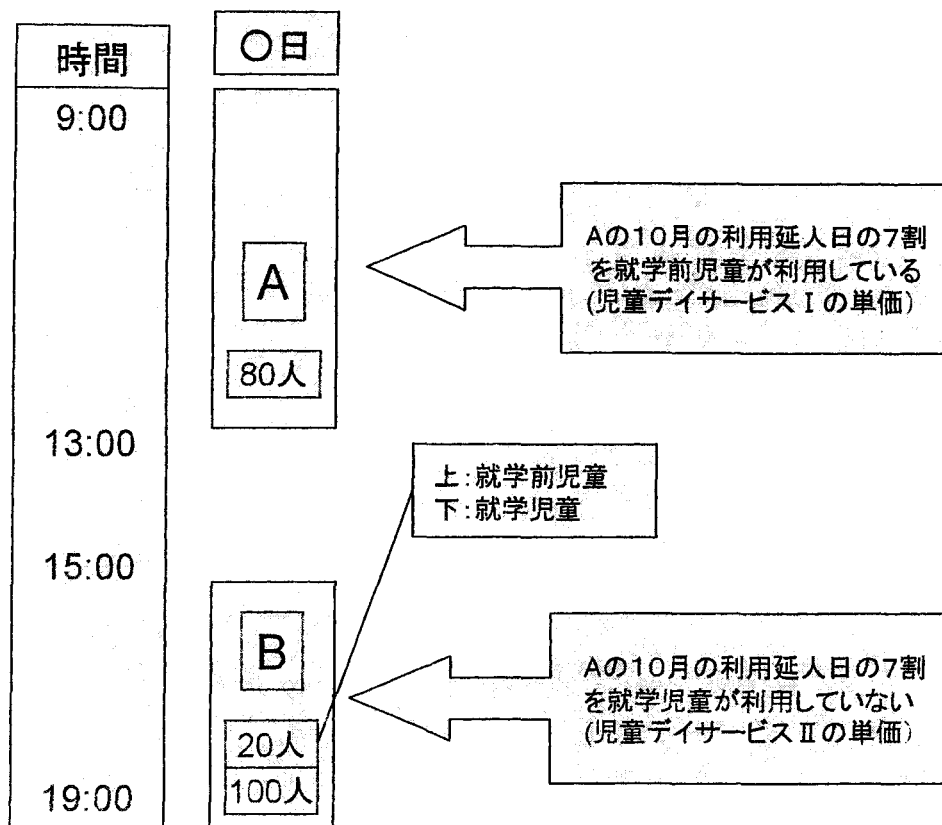 時間
9:00
13:00
15:00
19:00
〇日
A
80人
Aの10月の利用延人日の7割
を就学前児童が利用している
(児童デイサービスⅠの単価)
上:就学前児童
下:就学児童
B
20人
100人
Aの10月の利用延人日の7割
を就学児童が利用していない
(児童デイサービスⅡの単価)